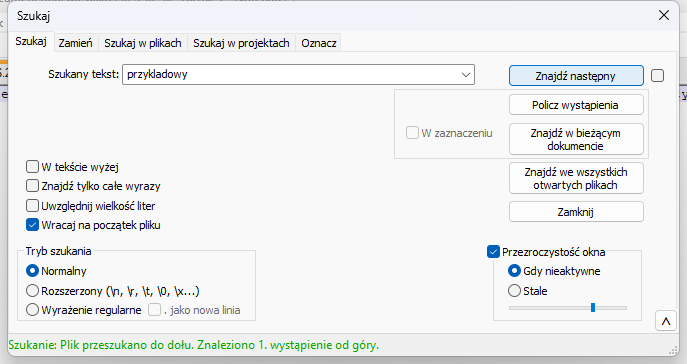 Szukaj
Szukaj Zamień Szukaj w plikach Szukaj w projektach Oznacz
Szukany tekst: przykladowy
Znajdź następny
Policz wystąpienia
W zaznaczeniu
Znajdź w bieżącym
dokumencie
W tekście wyżej
Znajdź we wszystkich
otwartych plikach
Znajdź tylko całe wyrazy
Uwzględnij wielkość liter
Zamknij
Wracaj na początek pliku
Tryb szukania
Przezroczystość okna
Normalny
Gdy nieaktywne
Rozszerzony (\n, \r, \t, \0, \x...)
Stale
Wyrażenie regularne . jako nowa linia
Szukanie: Plik przeszukano do dołu. Znaleziono 1. wystąpienie od góry.